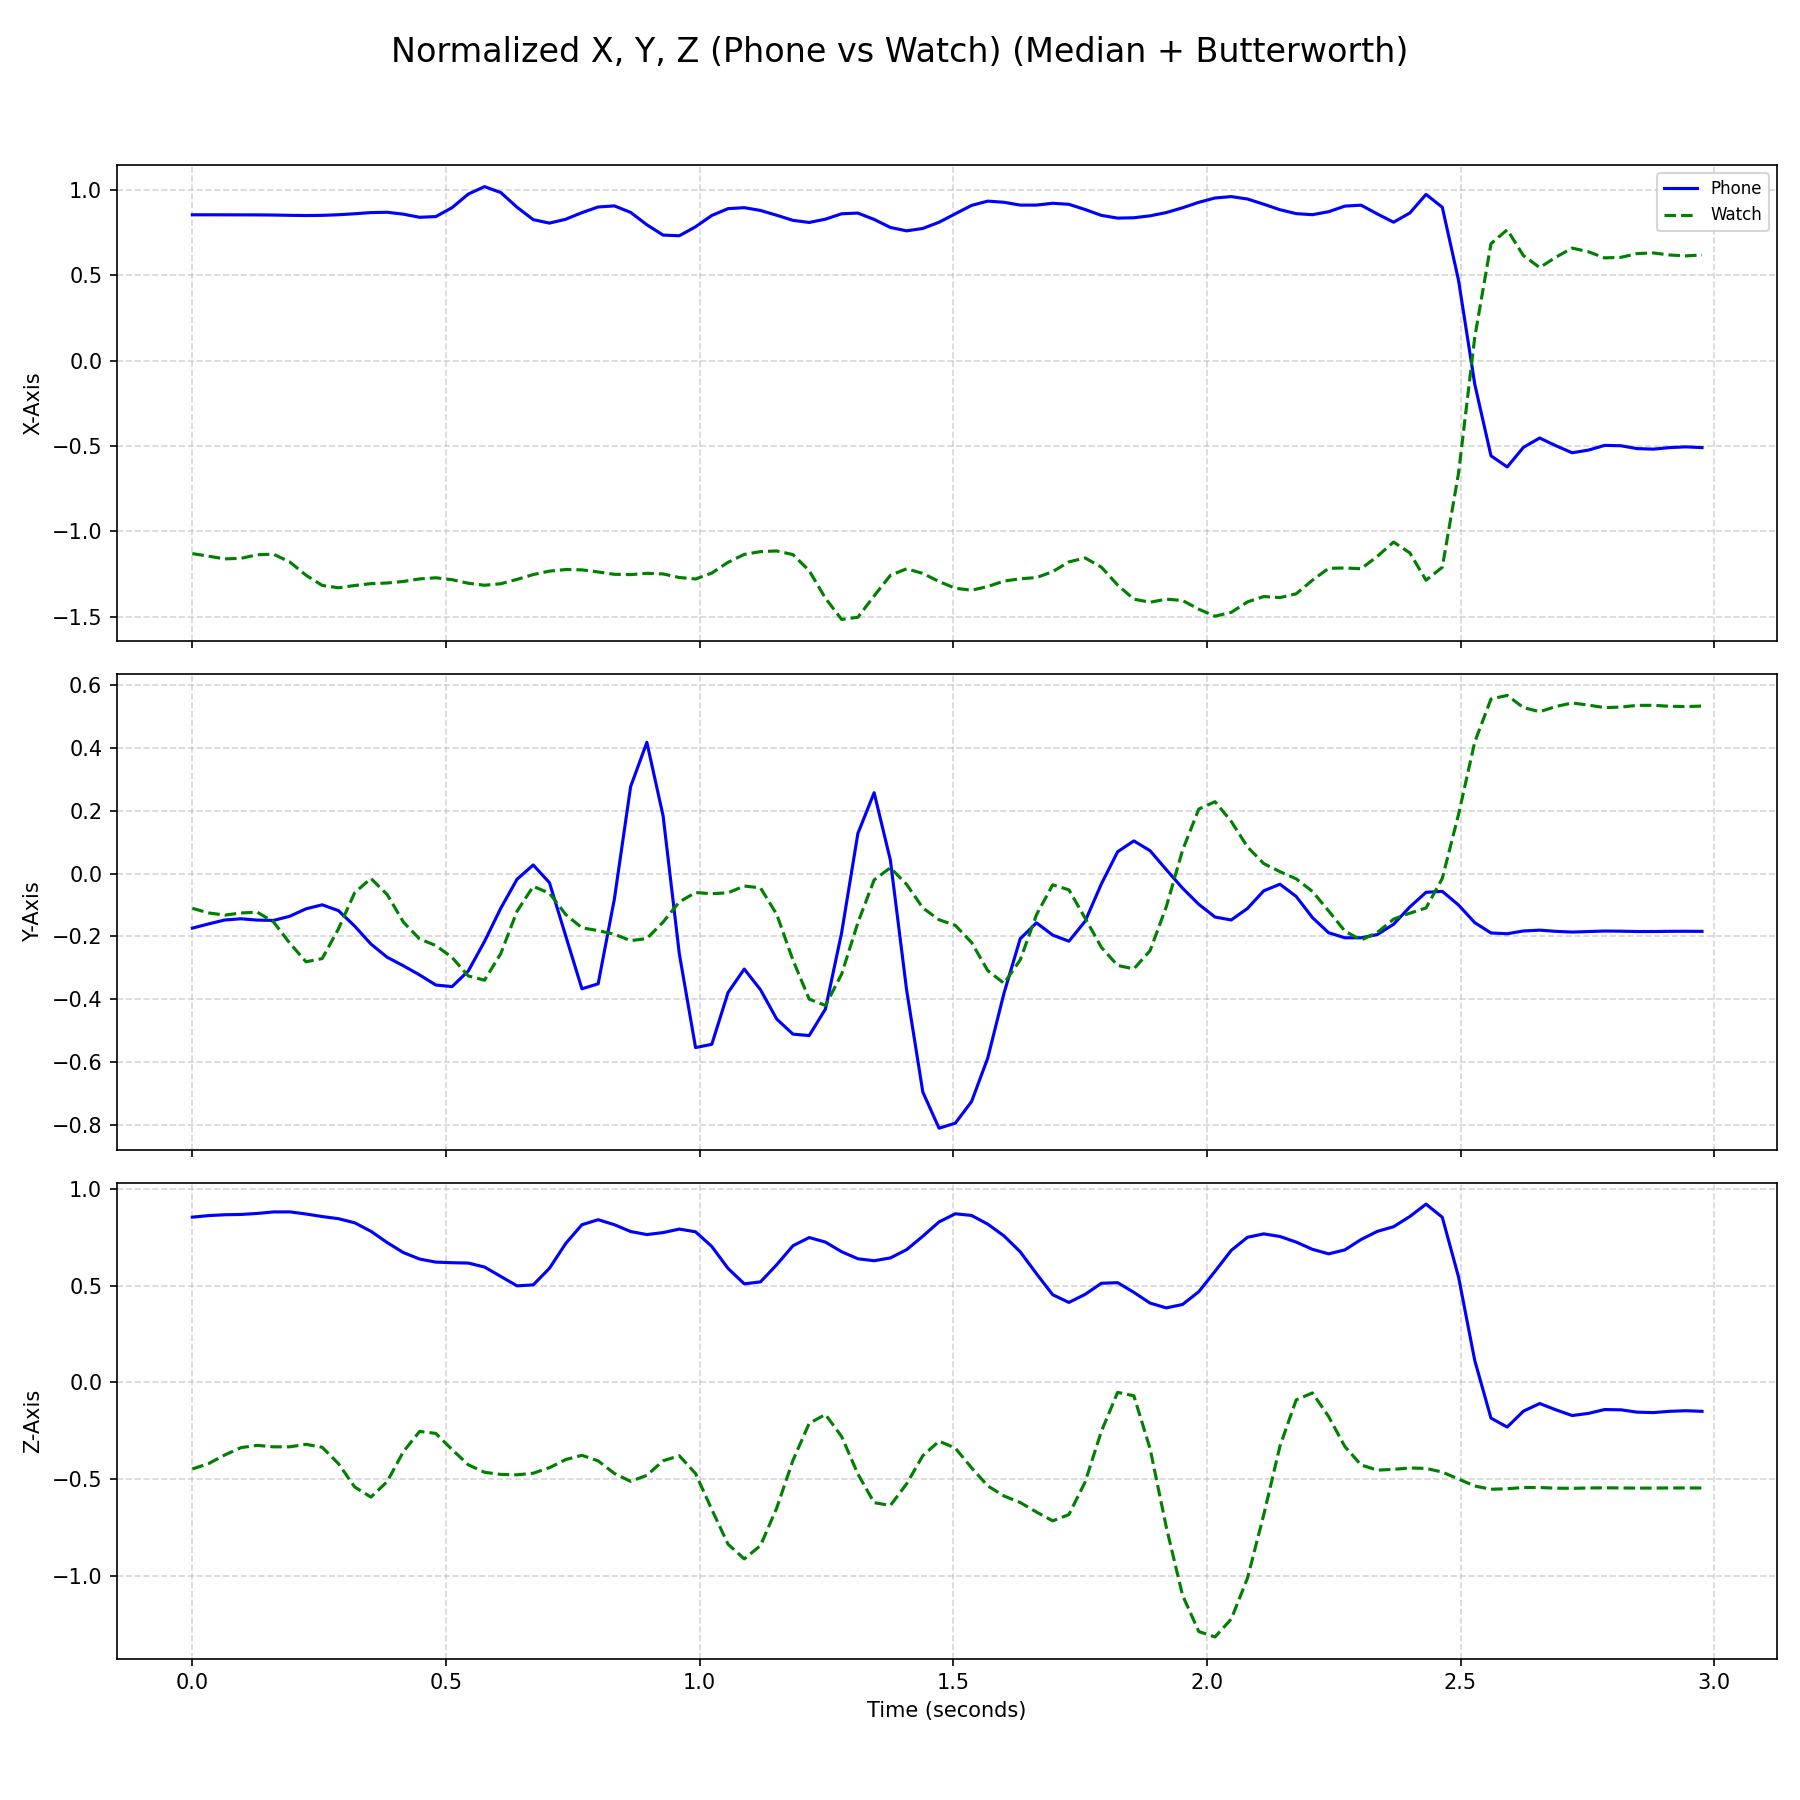 Normalized X, Y, Z (Phone vs Watch) (Median + Butterworth)
Phone
Watch
X-Axis
1.0
0.5
0.0
−0.5
−1.0
−1.5
Y-Axis
0.6
0.4
0.2
0.0
−0.2
−0.4
−0.6
−0.8
Z-Axis
1.0
0.5
0.0
−0.5
−1.0
0.0 0.5 1.0 1.5 2.0 2.5 3.0
Time (seconds)